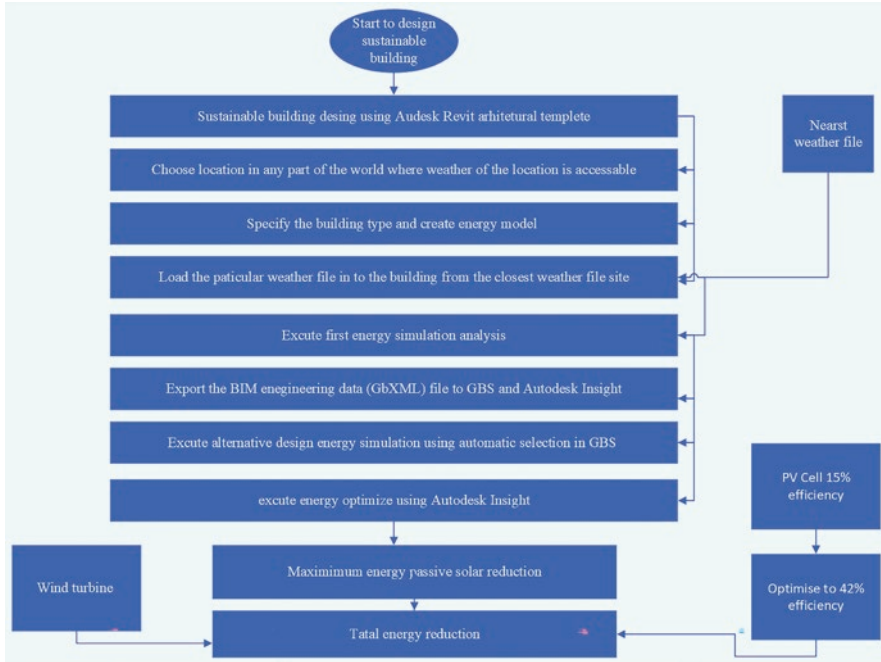 Start to design
sustainable
building
Sustainable building desing using Audesk Revit arhitetural templete
Nearst
weather file
Choose location in any part of the world where weather of the location is accessable
Specify the building type and create energy model
Load the paticular weather file in to the building from the closest weather file site
Excute first energy simulation analysis
Export the BIM enegineering data (GbXML) file to GBS and Autodesk Insight
Excute alternative design energy simulation using automatic selection in GBS
PV Cell 15%
efficiency
excute energy optimize using Autodesk Insight
Maximimum energy passive solar reduction
Wind turbine
Optimise to 42%
efficiency
Tatal energy reduction